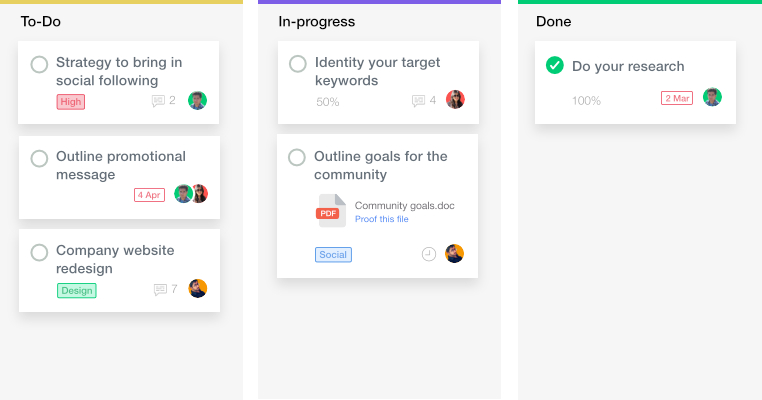 To-Do
Strategy to bring in
social following
High
2
Outline promotional
message
4 Apr
Company website
redesign
Design
7
In-progress
Identity your target
keywords
50%
4
Outline goals for the
community
PDF
Community goals.doc
Proof this file
Social
Done
Do your research
100%
2 Mar